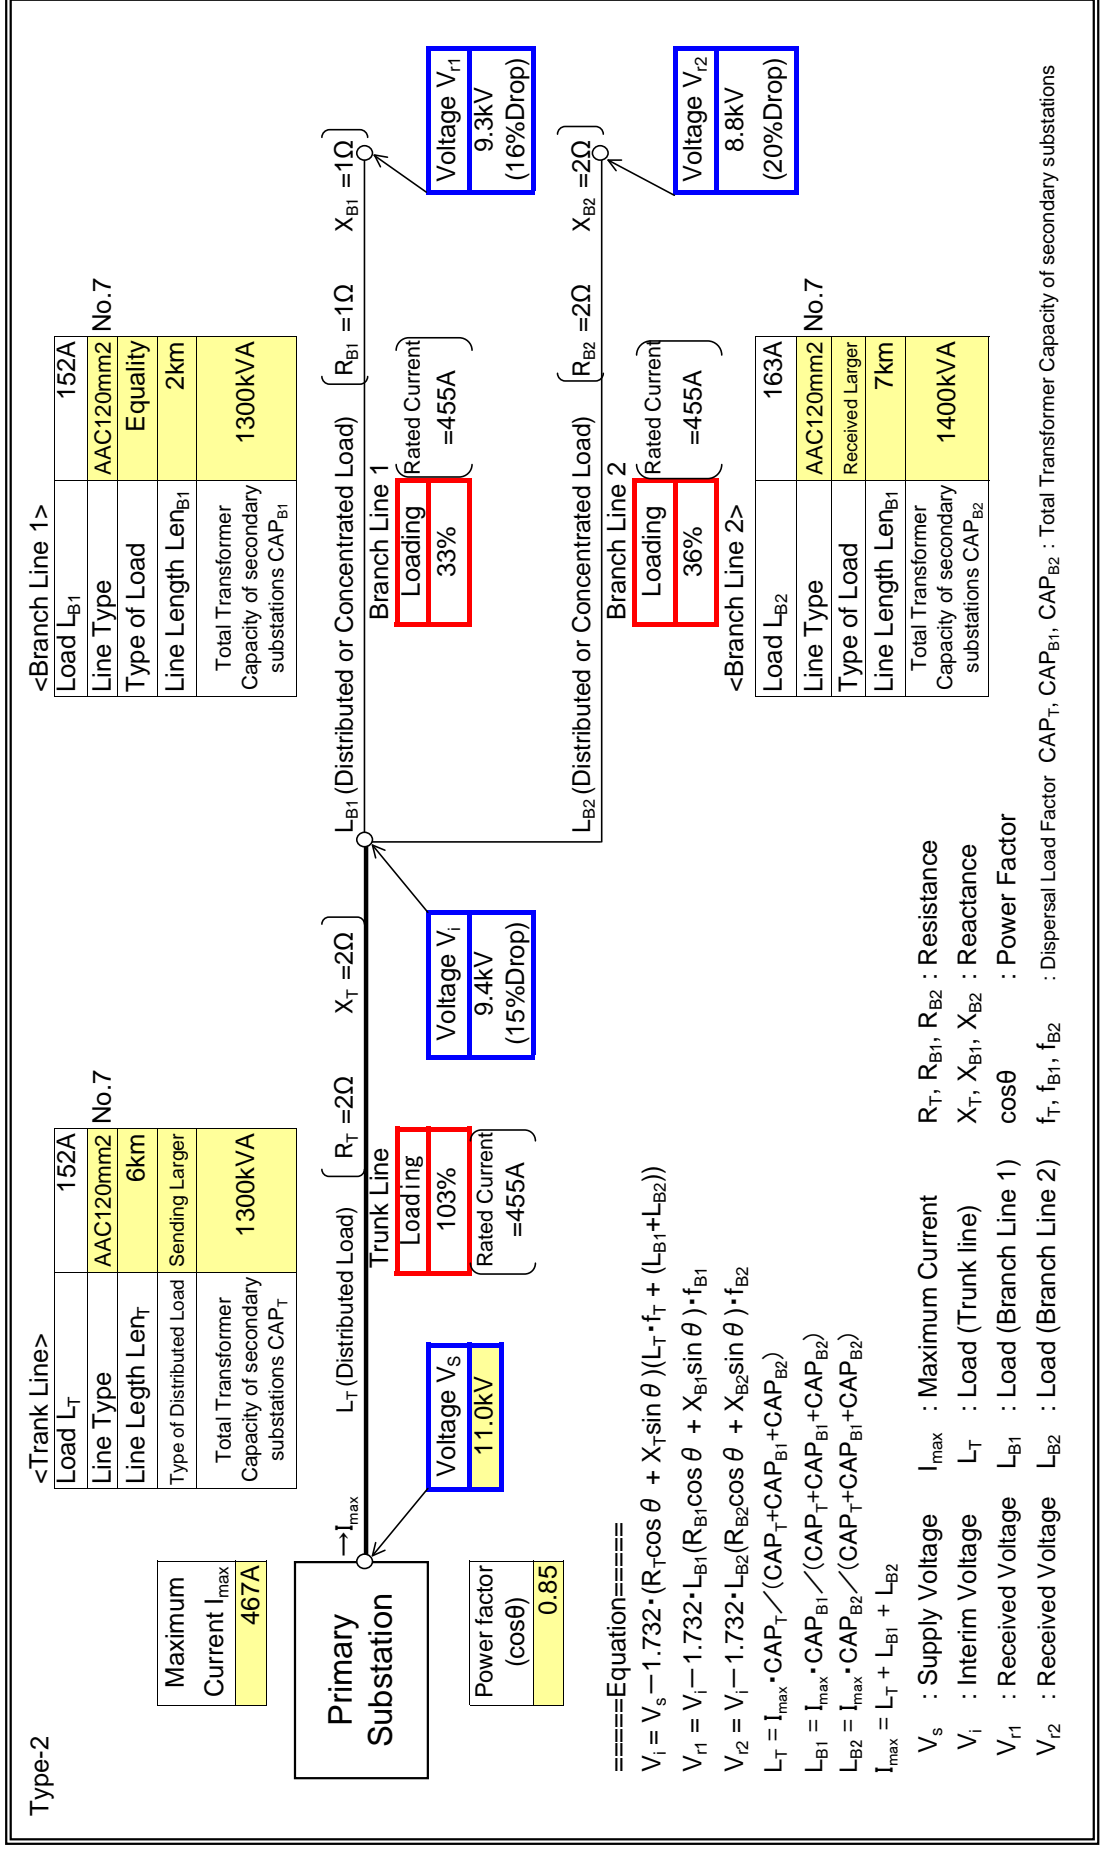 Type-2
Maximum
Current Imax
467A
<Trank Line>
Load LT 152A
Line Type AAC120mm2 No.7
Line Legth LenT 6km
Type of Distributed Load Sending Larger
Total Transformer
Capacity of secondary
substations CAPT
1300kVA
<Branch Line 1>
Load LB1 152A
Line Type AAC120mm2 No.7
Type of Load Equality
Line Length LenB1 2km
Total Transformer
Capacity of secondary
substations CAPB1
1300kVA
Primary
Substation
→Imax
LT (Distributed Load)
RT =2Ω XT =2Ω
LB1 (Distributed or Concentrated Load)
RB1 =1Ω XB1 =1Ω
Trunk Line
Loading
103%
Rated Current
=455A
Branch Line 1
Loading
33%
Rated Current
=455A
Voltage VS
11.0kV
Voltage Vi
9.4kV
(15%Drop)
Voltage Vr1
9.3kV
(16%Drop)
Power factor
(cosθ)
0.85
LB2 (Distributed or Concentrated Load)
RB2 =2Ω XB2 =2Ω
Branch Line 2
Loading
36%
Rated Current
=455A
Voltage Vr2
8.8kV
(20%Drop)
<Branch Line 2>
Load LB2 163A
Line Type AAC120mm2 No.7
Type of Load Received Larger
Line Length LenB1 7km
Total Transformer
Capacity of secondary
substations CAPB2
1400kVA
=====Equation=====
Vi = Vs－1.732･(RTcos θ + XTsin θ )(LT･fT + (LB1+LB2))
Vr1 = Vi－1.732･LB1(RB1cos θ + XB1sin θ )･fB1
Vr2 = Vi－1.732･LB2(RB2cos θ + XB2sin θ )･fB2
LT = Imax･CAPT／(CAPT+CAPB1+CAPB2)
LB1 = Imax･CAPB1／(CAPT+CAPB1+CAPB2)
LB2 = Imax･CAPB2／(CAPT+CAPB1+CAPB2)
Imax = LT + LB1 + LB2
Vs : Supply Voltage Imax : Maximum Current RT, RB1, RB2 : Resistance
Vi : Interim Voltage LT : Load (Trunk line) XT, XB1, XB2 : Reactance
Vr1 : Received Voltage LB1 : Load (Branch Line 1) cosθ : Power Factor
Vr2 : Received Voltage LB2 : Load (Branch Line 2) fT, fB1, fB2 : Dispersal Load Factor CAPT, CAPB1, CAPB2 : Total Transformer Capacity of secondary substations